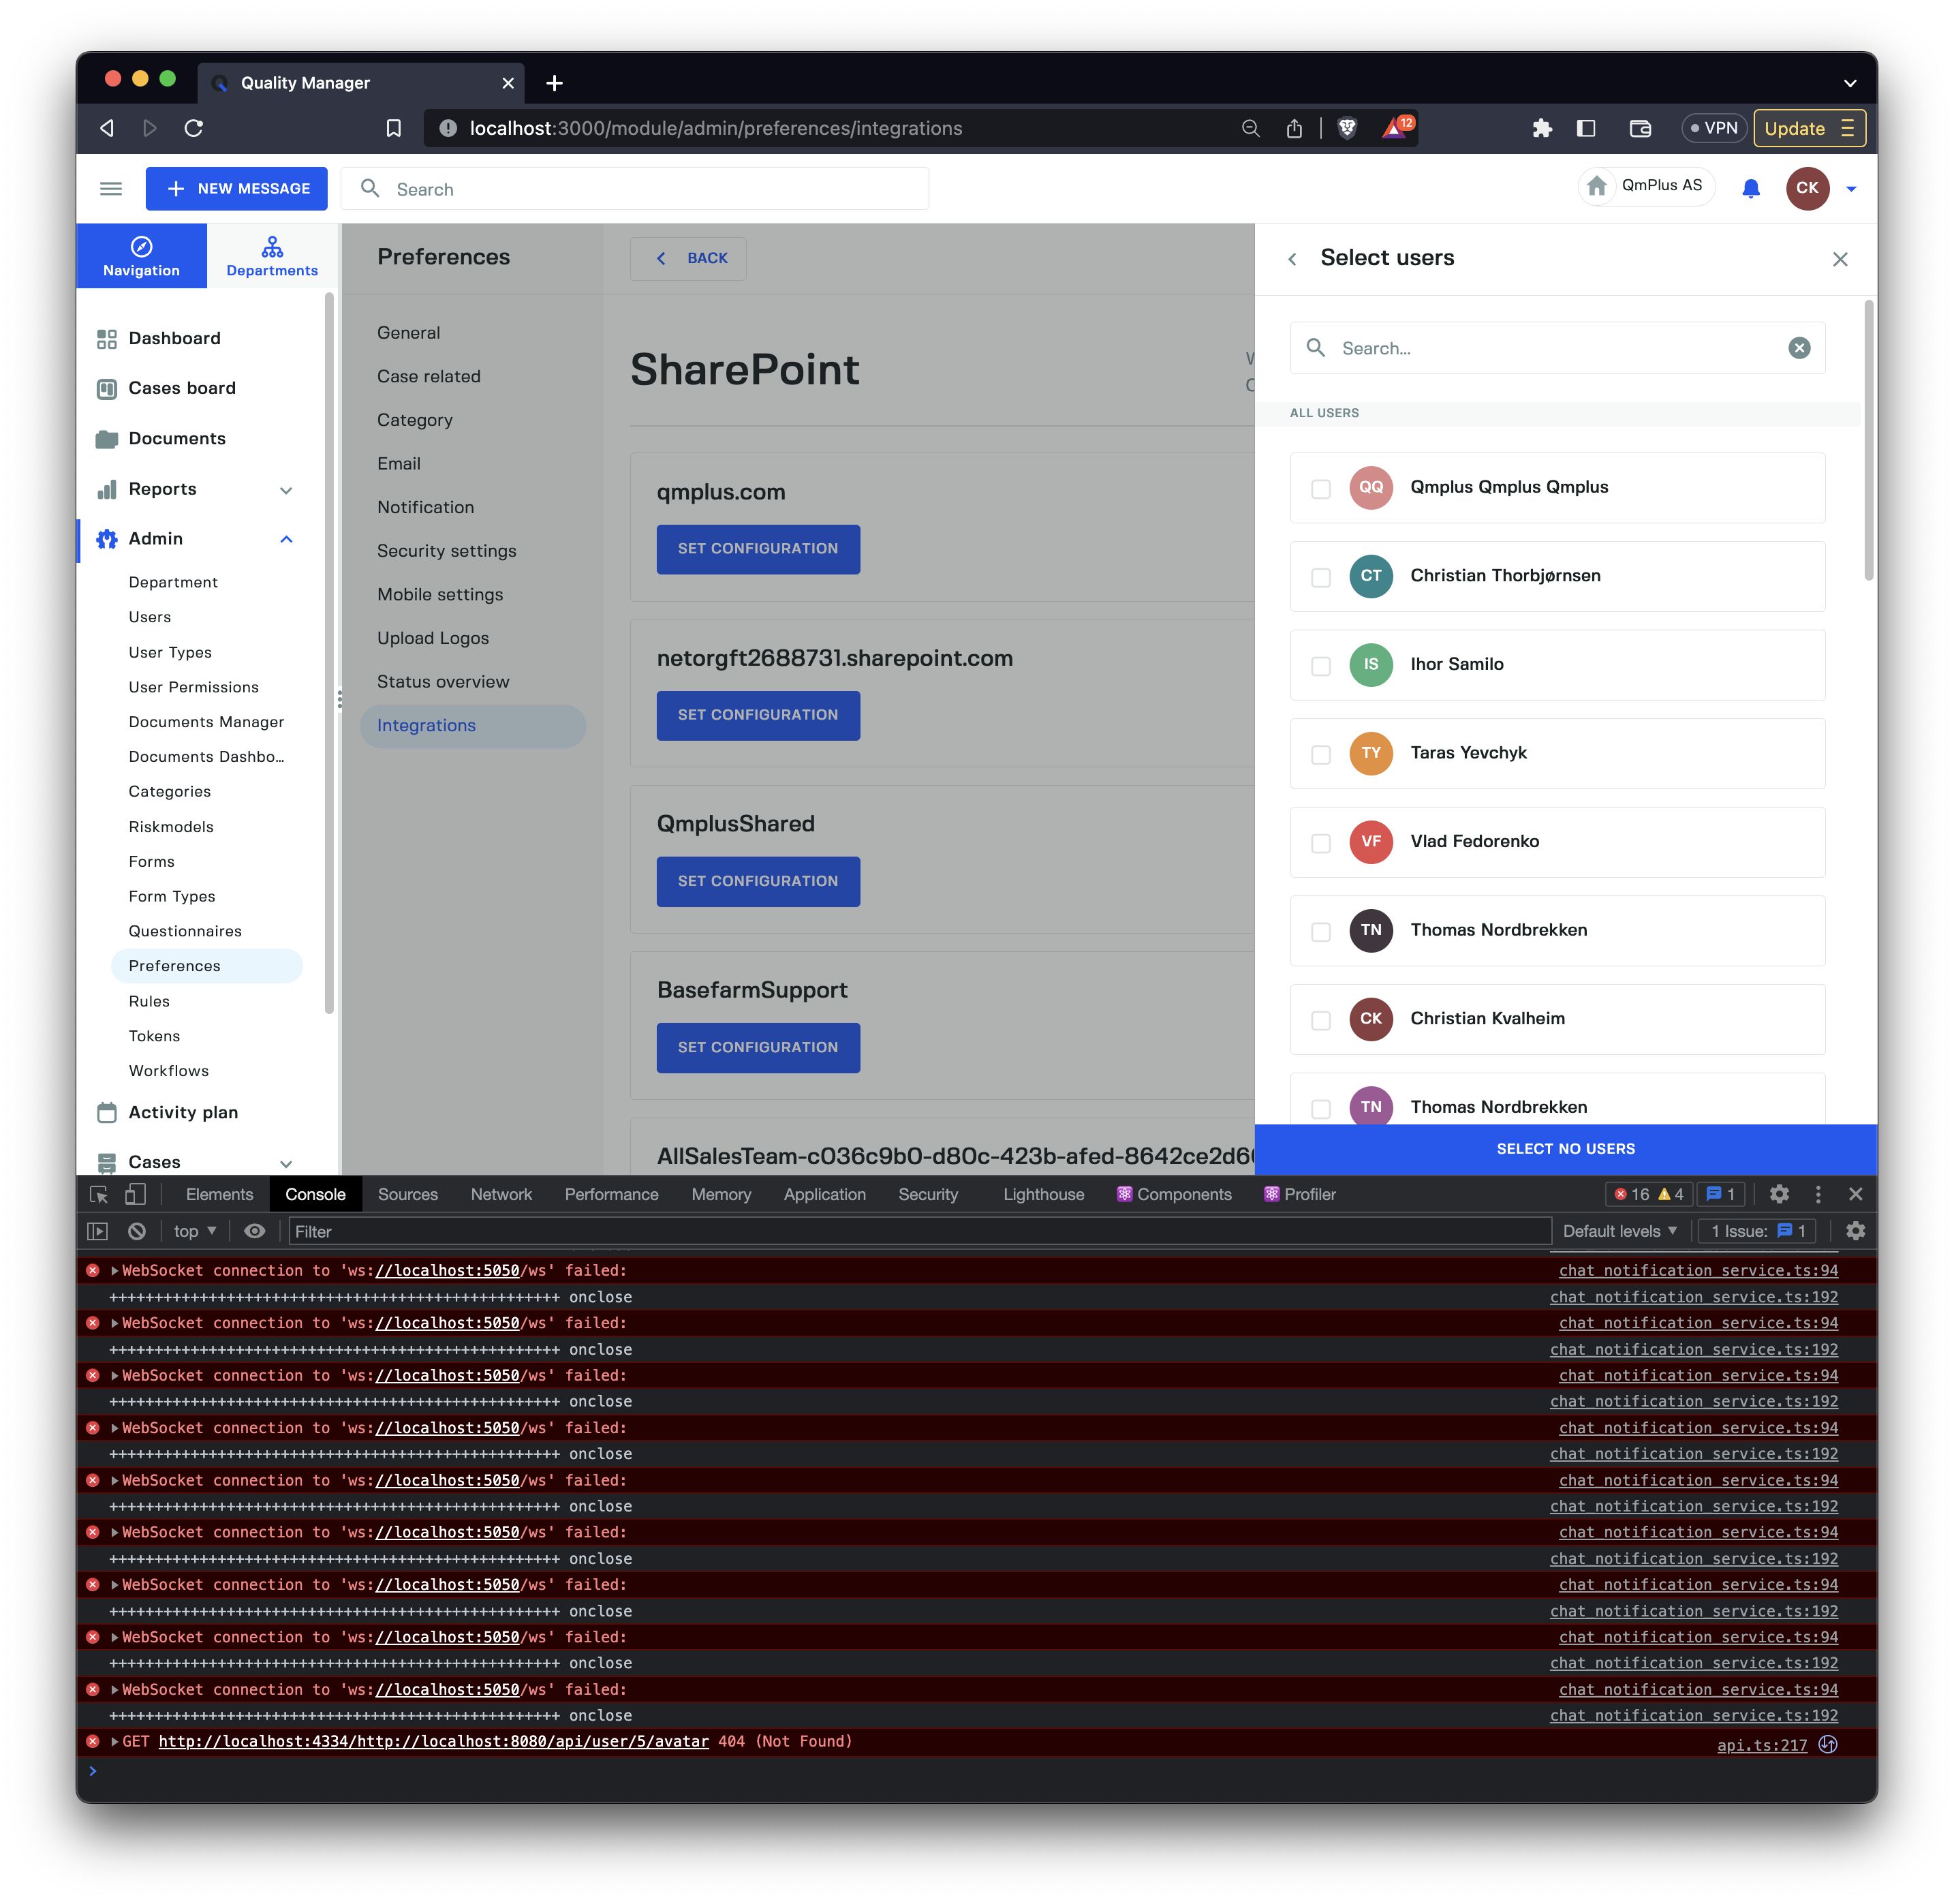 Quality Manager
localhost:3000/module/admin/preferences/integrations
12
VPN
Update
NEW MESSAGE
Search
QmPlus AS
CK
Navigation
Departments
Dashboard
Cases board
Documents
Reports
Admin
Department
Users
User Types
User Permissions
Documents Manager
Documents Dashbo...
Categories
Riskmodels
Forms
Form Types
Questionnaires
Preferences
Rules
Tokens
Workflows
Activity plan
Cases
Preferences
General
Case related
Category
Email
Notification
Security settings
Mobile settings
Upload Logos
Status overview
Integrations
BACK
SharePoint
qmplus.com
SET CONFIGURATION
netorgft2688731.sharepoint.com
SET CONFIGURATION
QmplusShared
SET CONFIGURATION
BasefarmSupport
SET CONFIGURATION
AllSalesTeam-c036c9b0-d80c-423b-afed-8642ce2d6
Select users
Search...
ALL USERS
QQ Qmplus Qmplus Qmplus
CT Christian Thorbjørnsen
IS Ihor Samilo
TY Taras Yevchyk
VF Vlad Fedorenko
TN Thomas Nordbrekken
CK Christian Kvalheim
TN Thomas Nordbrekken
SELECT NO USERS
Elements Console Sources Network Performance Memory Application Security Lighthouse Components Profiler 16 4 1
top Filter Default levels 1 Issue: 1
WebSocket connection to 'ws://localhost:5050/ws' failed: chat_notification_service.ts:94
++++++++++++++++++++++++++++++++++++++++++++++++++ onclose chat_notification_service.ts:192
WebSocket connection to 'ws://localhost:5050/ws' failed: chat_notification_service.ts:94
++++++++++++++++++++++++++++++++++++++++++++++++++ onclose chat_notification_service.ts:192
WebSocket connection to 'ws://localhost:5050/ws' failed: chat_notification_service.ts:94
++++++++++++++++++++++++++++++++++++++++++++++++++ onclose chat_notification_service.ts:192
WebSocket connection to 'ws://localhost:5050/ws' failed: chat_notification_service.ts:94
++++++++++++++++++++++++++++++++++++++++++++++++++ onclose chat_notification_service.ts:192
WebSocket connection to 'ws://localhost:5050/ws' failed: chat_notification_service.ts:94
++++++++++++++++++++++++++++++++++++++++++++++++++ onclose chat_notification_service.ts:192
WebSocket connection to 'ws://localhost:5050/ws' failed: chat_notification_service.ts:94
++++++++++++++++++++++++++++++++++++++++++++++++++ onclose chat_notification_service.ts:192
WebSocket connection to 'ws://localhost:5050/ws' failed: chat_notification_service.ts:94
++++++++++++++++++++++++++++++++++++++++++++++++++ onclose chat_notification_service.ts:192
WebSocket connection to 'ws://localhost:5050/ws' failed: chat_notification_service.ts:94
++++++++++++++++++++++++++++++++++++++++++++++++++ onclose chat_notification_service.ts:192
WebSocket connection to 'ws://localhost:5050/ws' failed: chat_notification_service.ts:94
++++++++++++++++++++++++++++++++++++++++++++++++++ onclose chat_notification_service.ts:192
GET http://localhost:4334/http://localhost:8080/api/user/5/avatar 404 (Not Found) api.ts:217